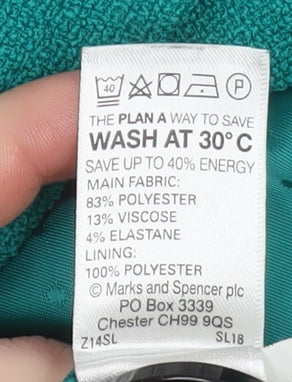 40 P
THE PLAN A WAY TO SAVE
WASH AT 30° C
SAVE UP TO 40% ENERGY
MAIN FABRIC:
83% POLYESTER
13% VISCOSE
4% ELASTANE
LINING:
100% POLYESTER
© Marks and Spencer plc
PO Box 3339
Chester CH99 9QS
Z14SL SL18